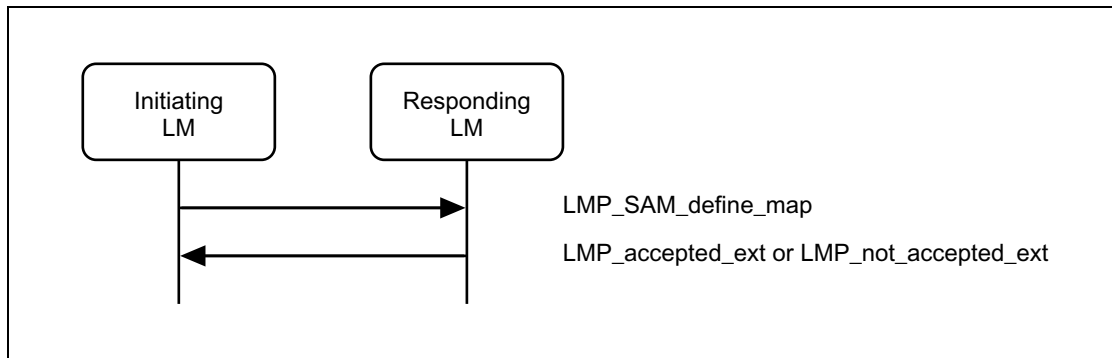 Initiating
LM
Responding
LM
LMP_SAM_define_map
LMP_accepted_ext or LMP_not_accepted_ext